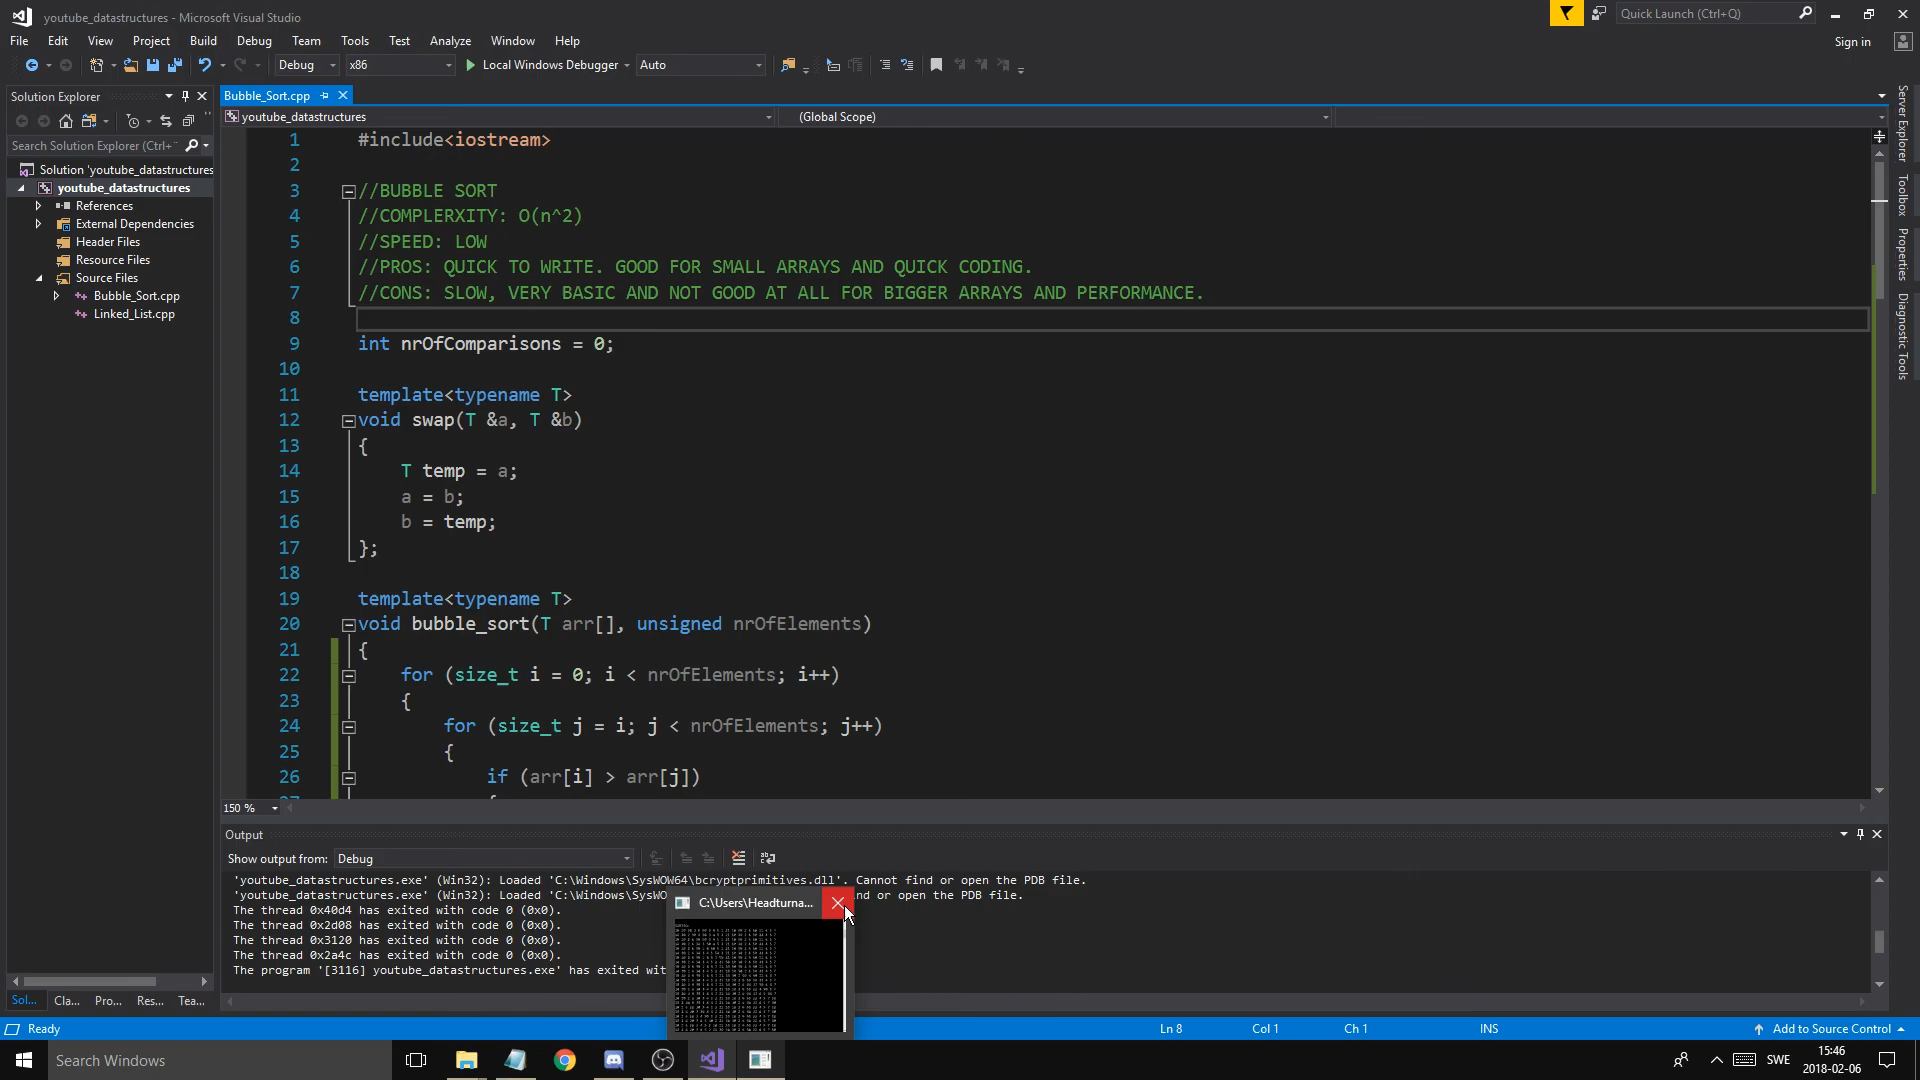 youtube_datastructures - Microsoft Visual Studio
Quick Launch (Ctrl+Q)
File Edit View Project Build Debug Team Tools Test Analyze Window Help
Sign in
Debug x86 Local Windows Debugger Auto
Solution Explorer
Bubble_Sort.cpp
youtube_datastructures
(Global Scope)
Search Solution Explorer (Ctrl+
Solution 'youtube_datastructures
youtube_datastructures
References
External Dependencies
Header Files
Resource Files
Source Files
Bubble_Sort.cpp
Linked_List.cpp
1 #include<iostream>
2
3 //BUBBLE SORT
4 //COMPLERXITY: O(n^2)
5 //SPEED: LOW
6 //PROS: QUICK TO WRITE. GOOD FOR SMALL ARRAYS AND QUICK CODING.
7 //CONS: SLOW, VERY BASIC AND NOT GOOD AT ALL FOR BIGGER ARRAYS AND PERFORMANCE.
8
9 int nrOfComparisons = 0;
10
11 template<typename T>
12 void swap(T &a, T &b)
13 {
14 T temp = a;
15 a = b;
16 b = temp;
17 };
18
19 template<typename T>
20 void bubble_sort(T arr[], unsigned nrOfElements)
21 {
22 for (size_t i = 0; i < nrOfElements; i++)
23 {
24 for (size_t j = i; j < nrOfElements; j++)
25 {
26 if (arr[i] > arr[j])
Server Explorer
Toolbox
Properties
Diagnostic Tools
150 %
Output
Show output from: Debug
'youtube_datastructures.exe' (Win32): Loaded 'C:\Windows\SysWOW64\bcryptprimitives.dll'. Cannot find or open the PDB file.
'youtube_datastructures.exe' (Win32): Loaded 'C:\Windows\SysWO nd or open the PDB file.
The thread 0x40d4 has exited with code 0 (0x0).
The thread 0x2d08 has exited with code 0 (0x0).
The thread 0x3120 has exited with code 0 (0x0).
The thread 0x2a4c has exited with code 0 (0x0).
The program '[3116] youtube_datastructures.exe' has exited wit
C:\Users\Headturna...
Sol... Cla... Pro... Res... Tea...
Ready
Ln 8 Col 1 Ch 1 INS
Add to Source Control
Search Windows
SWE
15:46
2018-02-06